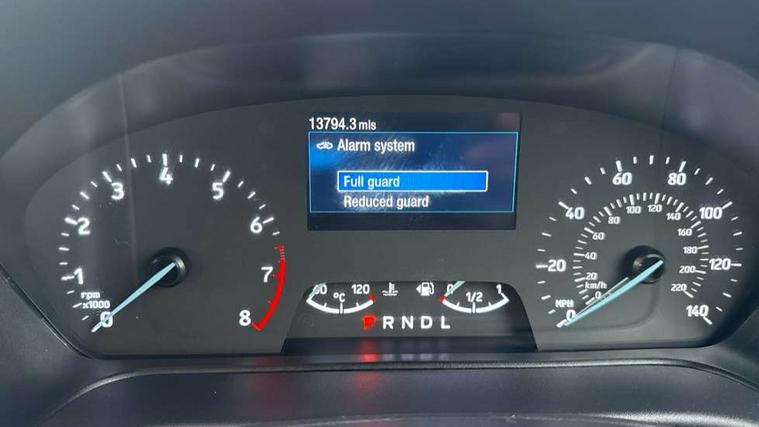 13794.3 mls
Alarm system
Full guard
Reduced guard
0 1 2 3 4 5 6 7 8
rpm
x1000
60 120
°C
0 1/2 1
P R N D L
0 20 40 60 80 100 120 140
MPH
0 20 40 60 80 100 120 140 160 180 200 220
km/h